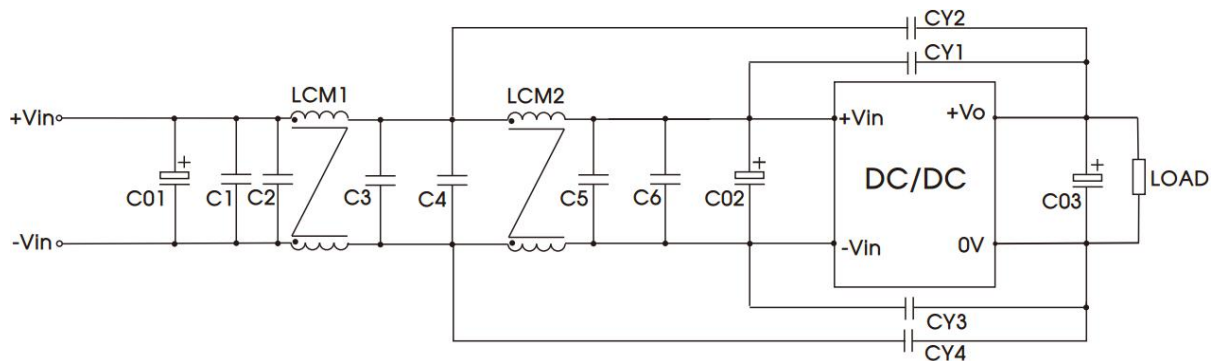 CY2
CY1
LCM1
LCM2
+Vin
+Vin
+Vo
+
+
+
DC/DC
C01
C1
C2
C3
C4
C5
C6
C02
C03
LOAD
-Vin
-Vin
0V
CY3
CY4